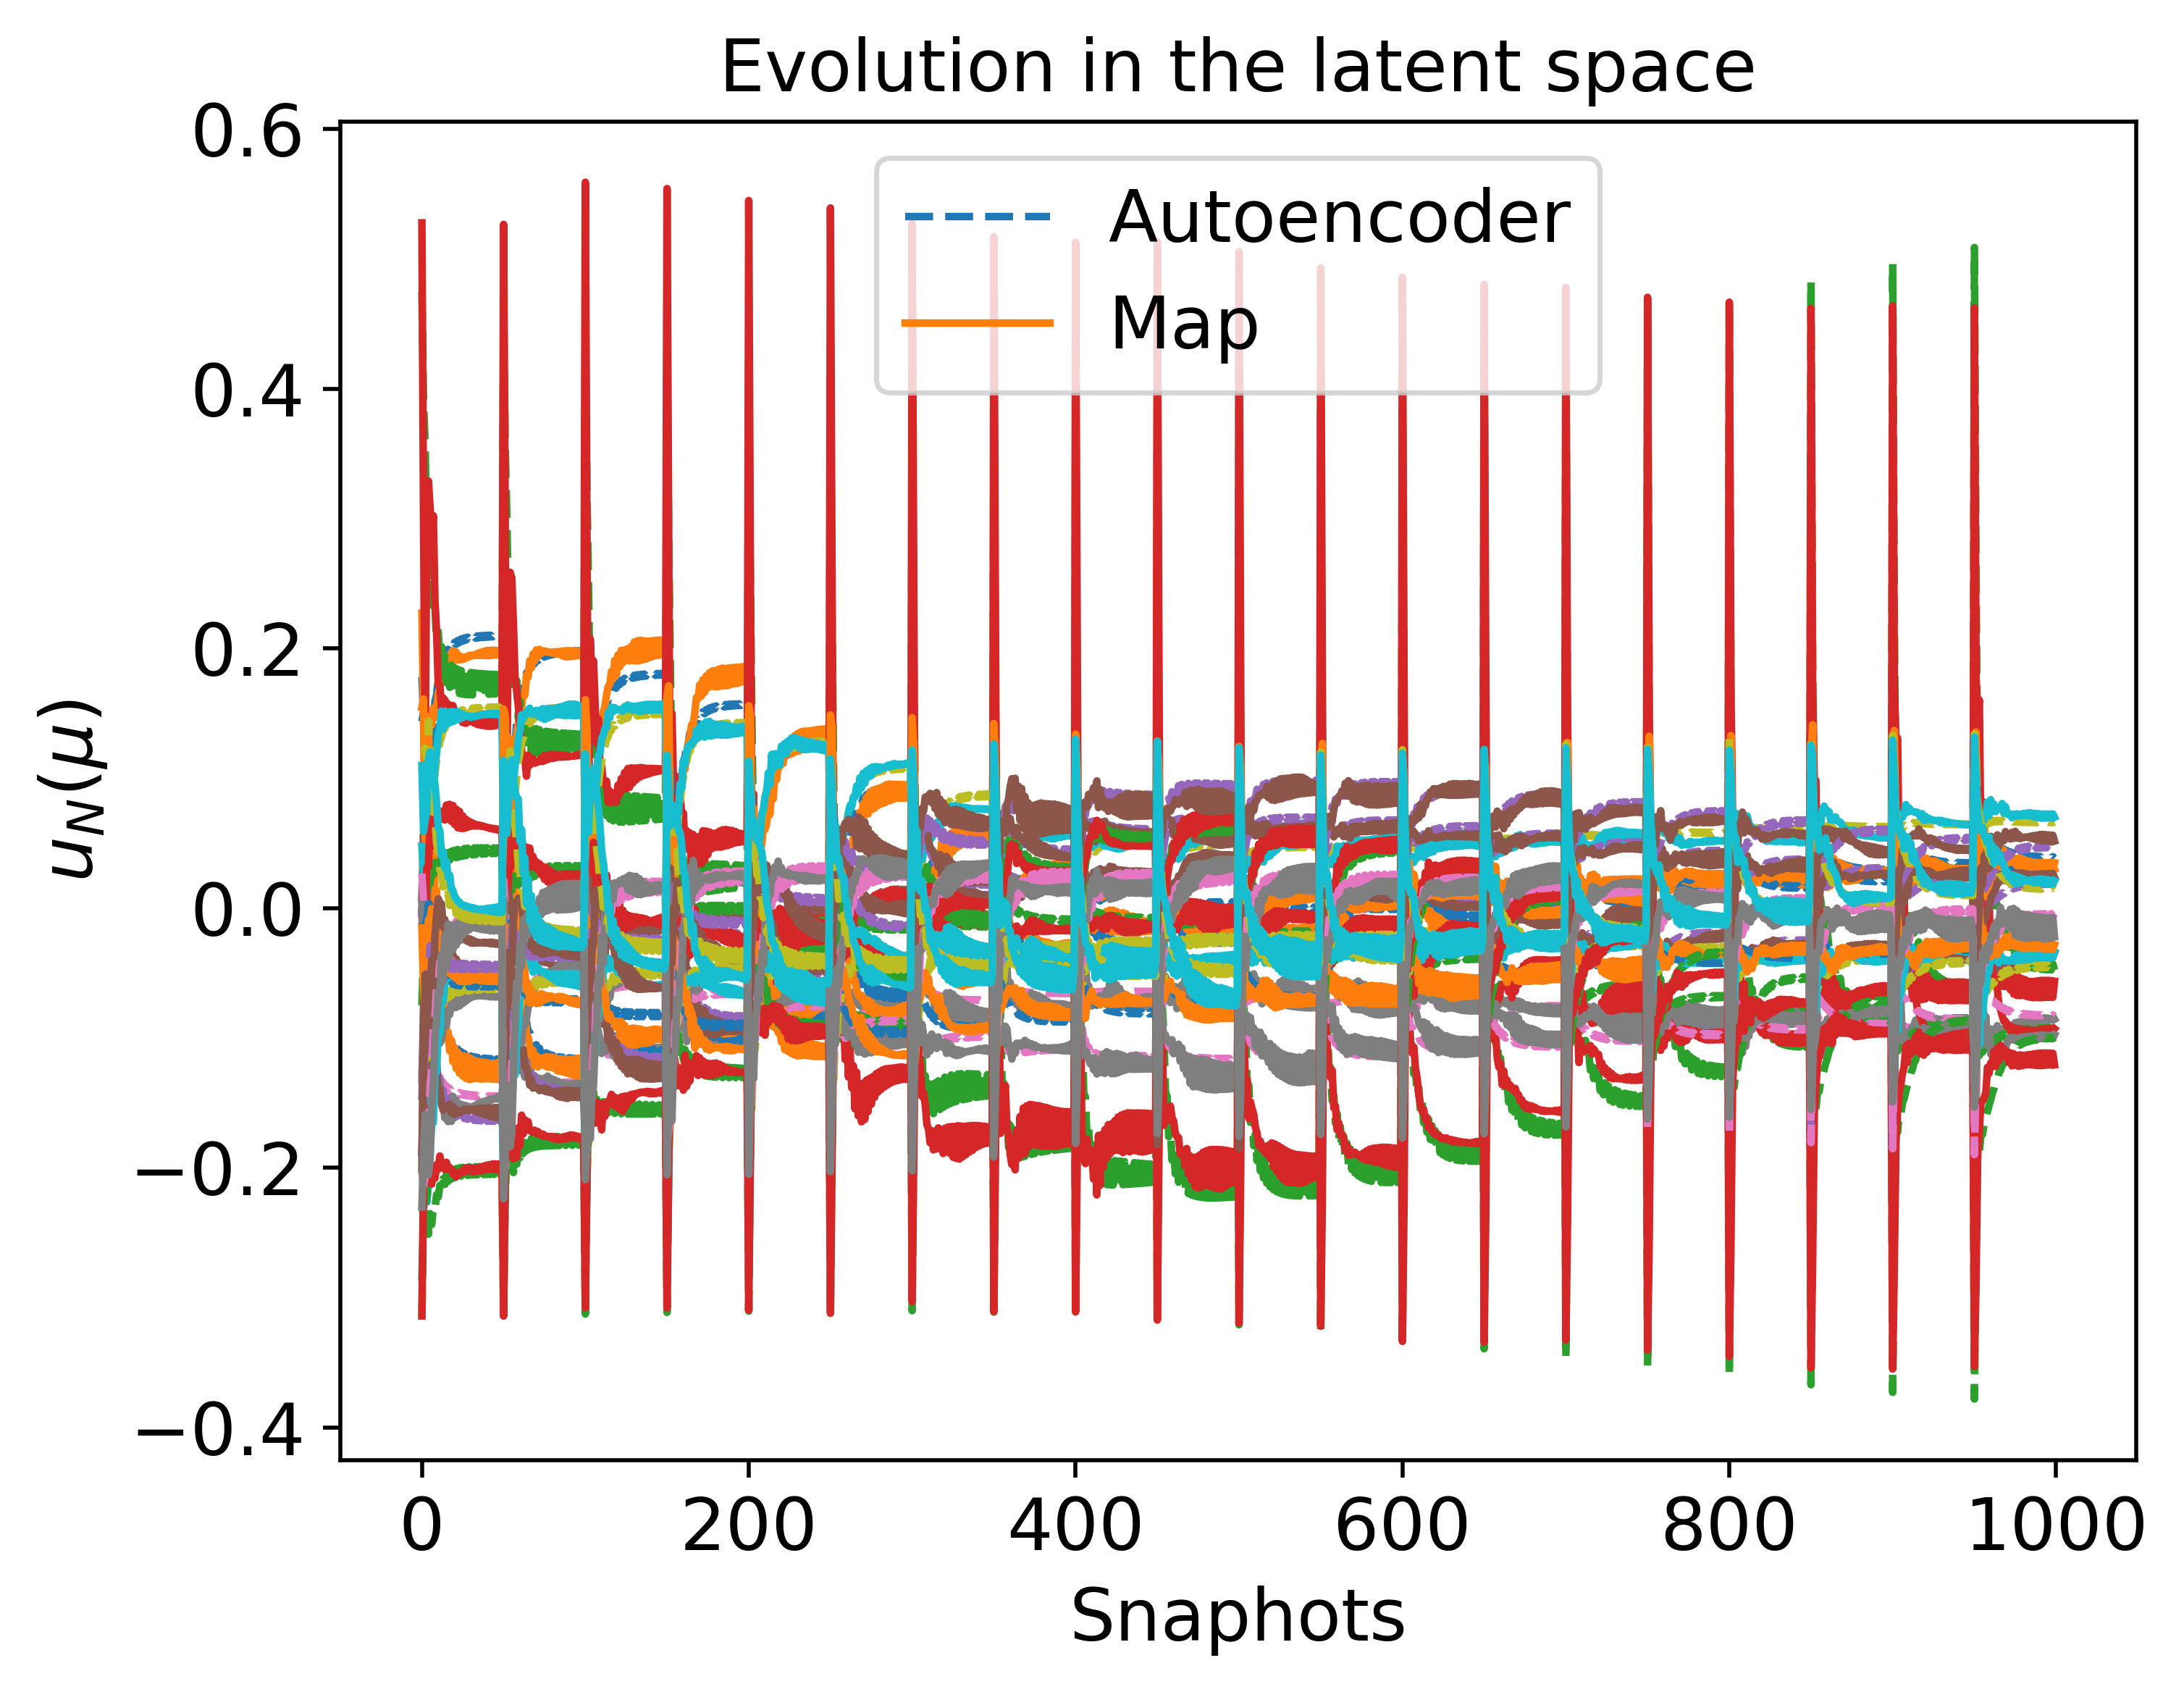 Evolution in the latent space
0.6
0.4
0.2
0.0
−0.2
−0.4
u_N(μ)
Autoencoder
Map
0 200 400 600 800 1000
Snaphots